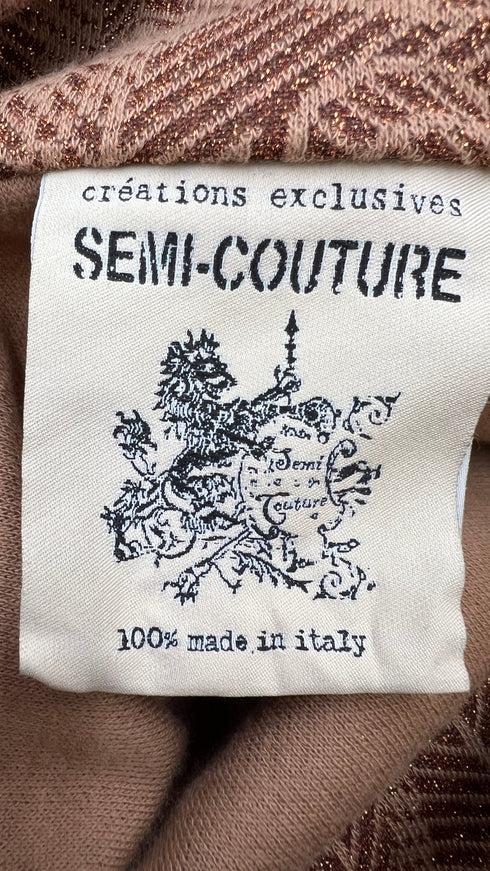 créations exclusives
SEMI-COUTURE
Semi
Couture
100% made in italy